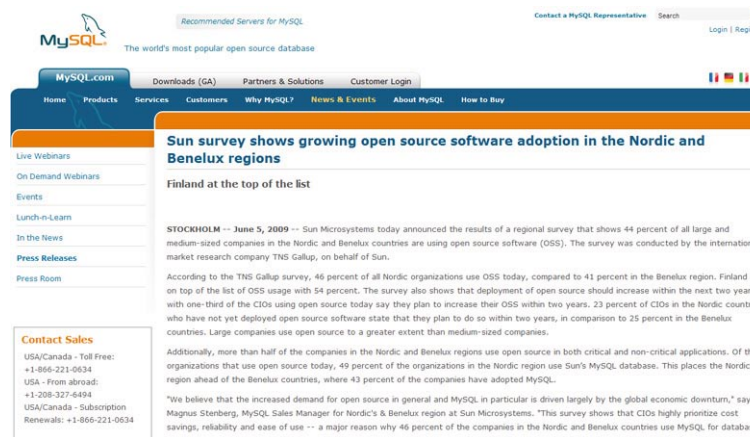 MySQL
The world's most popular open source database
Recommended Servers for MySQL
Contact a MySQL Representative Search
Login |
MySQL.com Downloads (GA) Partners & Solutions Customer Login
Home Products Services Customers Why MySQL? News & Events About MySQL How to Buy
Live Webinars
On Demand Webinars
Events
Lunch-n-Learn
In the News
Press Releases
Press Room
Contact Sales
USA/Canada - Toll Free:
+1-866-221-0634
USA - From abroad:
+1-208-327-6494
USA/Canada - Subscription
Renewals: +1-866-221-0634
Sun survey shows growing open source software adoption in the Nordic and
Benelux regions
Finland at the top of the list
STOCKHOLM -- June 5, 2009 -- Sun Microsystems today announced the results of a regional survey that shows 44 percent of all large and
medium-sized companies in the Nordic and Benelux countries are using open source software (OSS). The survey was conducted by the
market research company TNS Gallup, on behalf of Sun.
According to the TNS Gallup survey, 46 percent of all Nordic organizations use OSS today, compared to 41 percent in the Benelux region. Finland
on top of the list of OSS usage with 54 percent. The survey also shows that deployment of open source should increase within the next two
with one-third of the CIOs using open source today say they plan to increase their OSS within two years. 23 percent of CIOs in the Nordic
who have not yet deployed open source software state that they plan to do so within two years, in comparison to 25 percent in the Benelux
countries. Large companies use open source to a greater extent than medium-sized companies.
Additionally, more than half of the companies in the Nordic and Benelux regions use open source in both critical and non-critical applications. Of
organizations that use open source today, 49 percent of the organizations in the Nordic region use Sun's MySQL database. This places the Nordic
region ahead of the Benelux countries, where 43 percent of the companies have adopted MySQL.
"We believe that the increased demand for open source in general and MySQL in particular is driven largely by the global economic downturn," say
Magnus Stenberg, MySQL Sales Manager for Nordic's & Benelux region at Sun Microsystems. "This survey shows that CIOs highly prioritize cost
savings, reliability and ease of use -- a major reason why 46 percent of the companies in the Nordic and Benelux countries use MySQL for